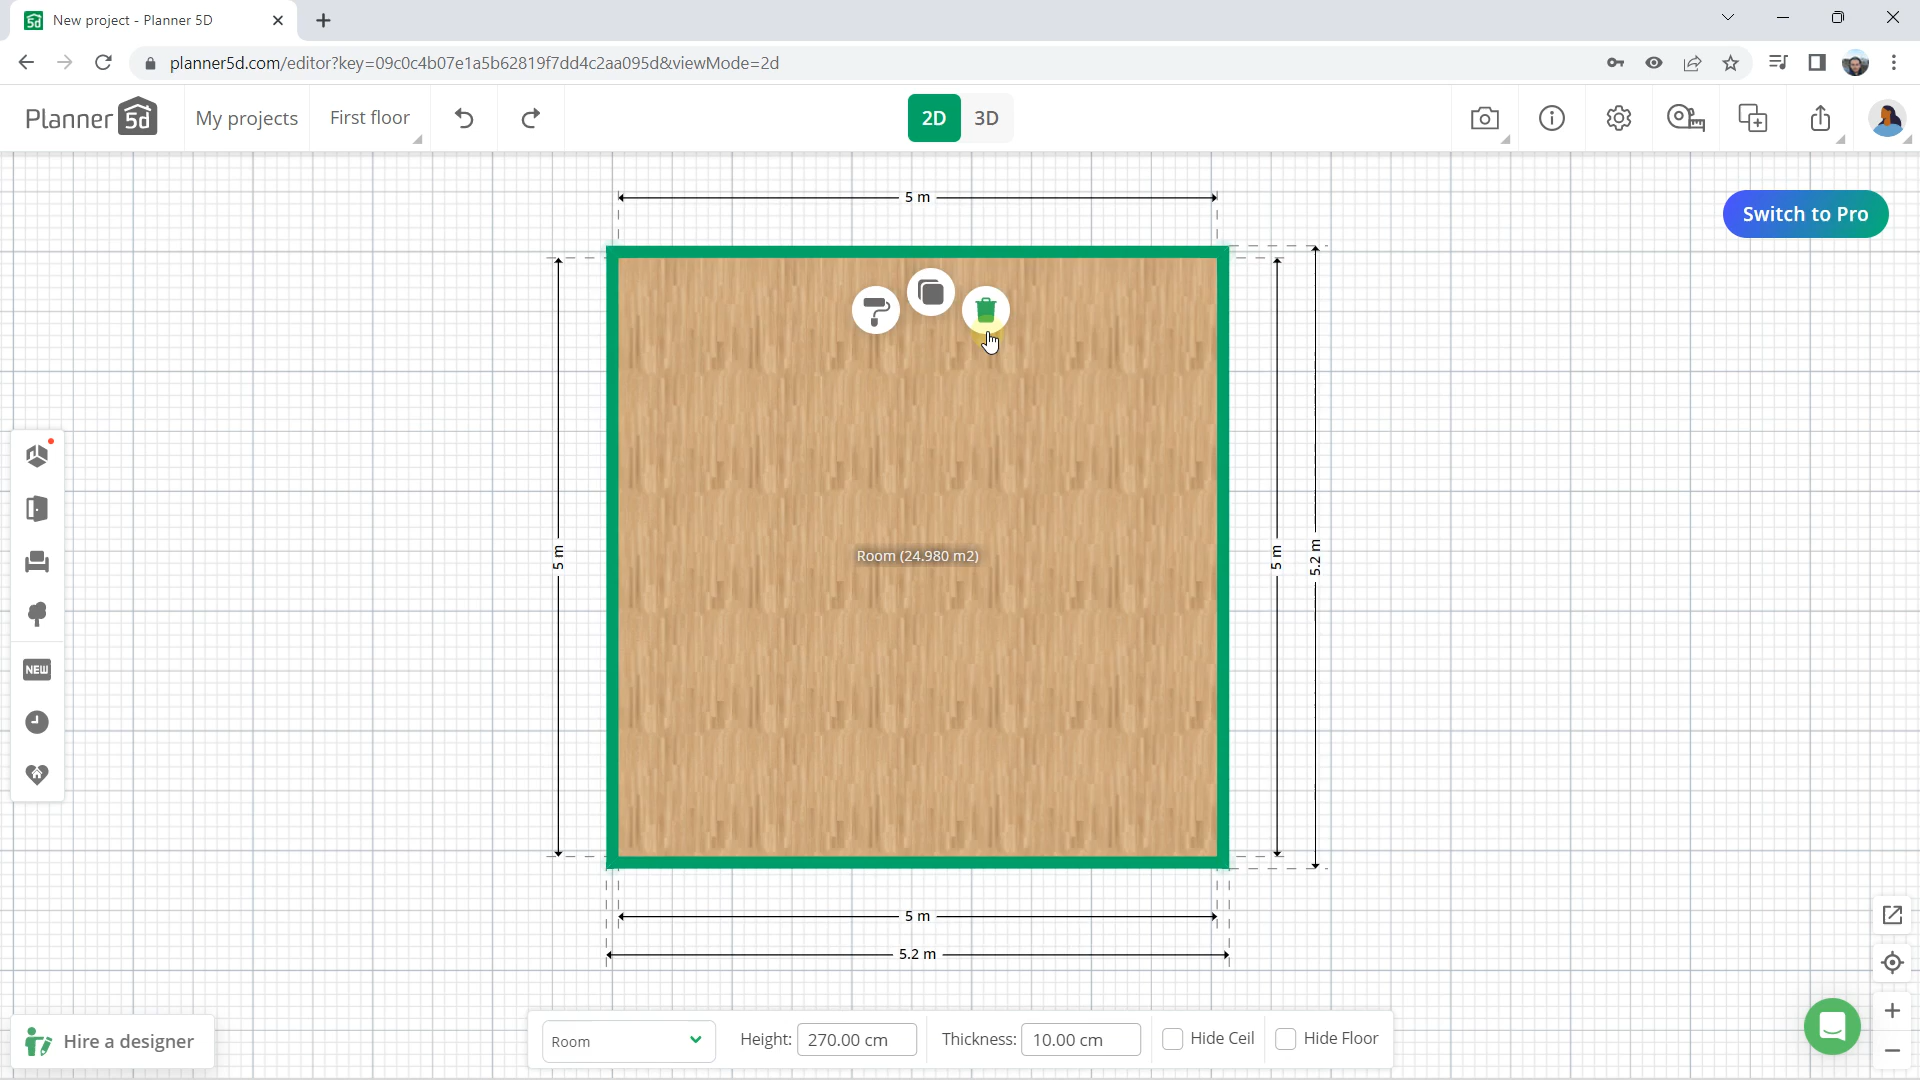 New project - Planner 5D
planner5d.com/editor?key=09c0c4b07e1a5b62819f7dd4c2aa095d&viewMode=2d
Planner 5d
My projects
First floor
2D
3D
5 m
Switch to Pro
5 m
Room (24.980 m2)
5 m
5.2 m
NEW
5 m
5.2 m
Hire a designer
Room
Height: 270.00 cm
Thickness: 10.00 cm
Hide Ceil
Hide Floor